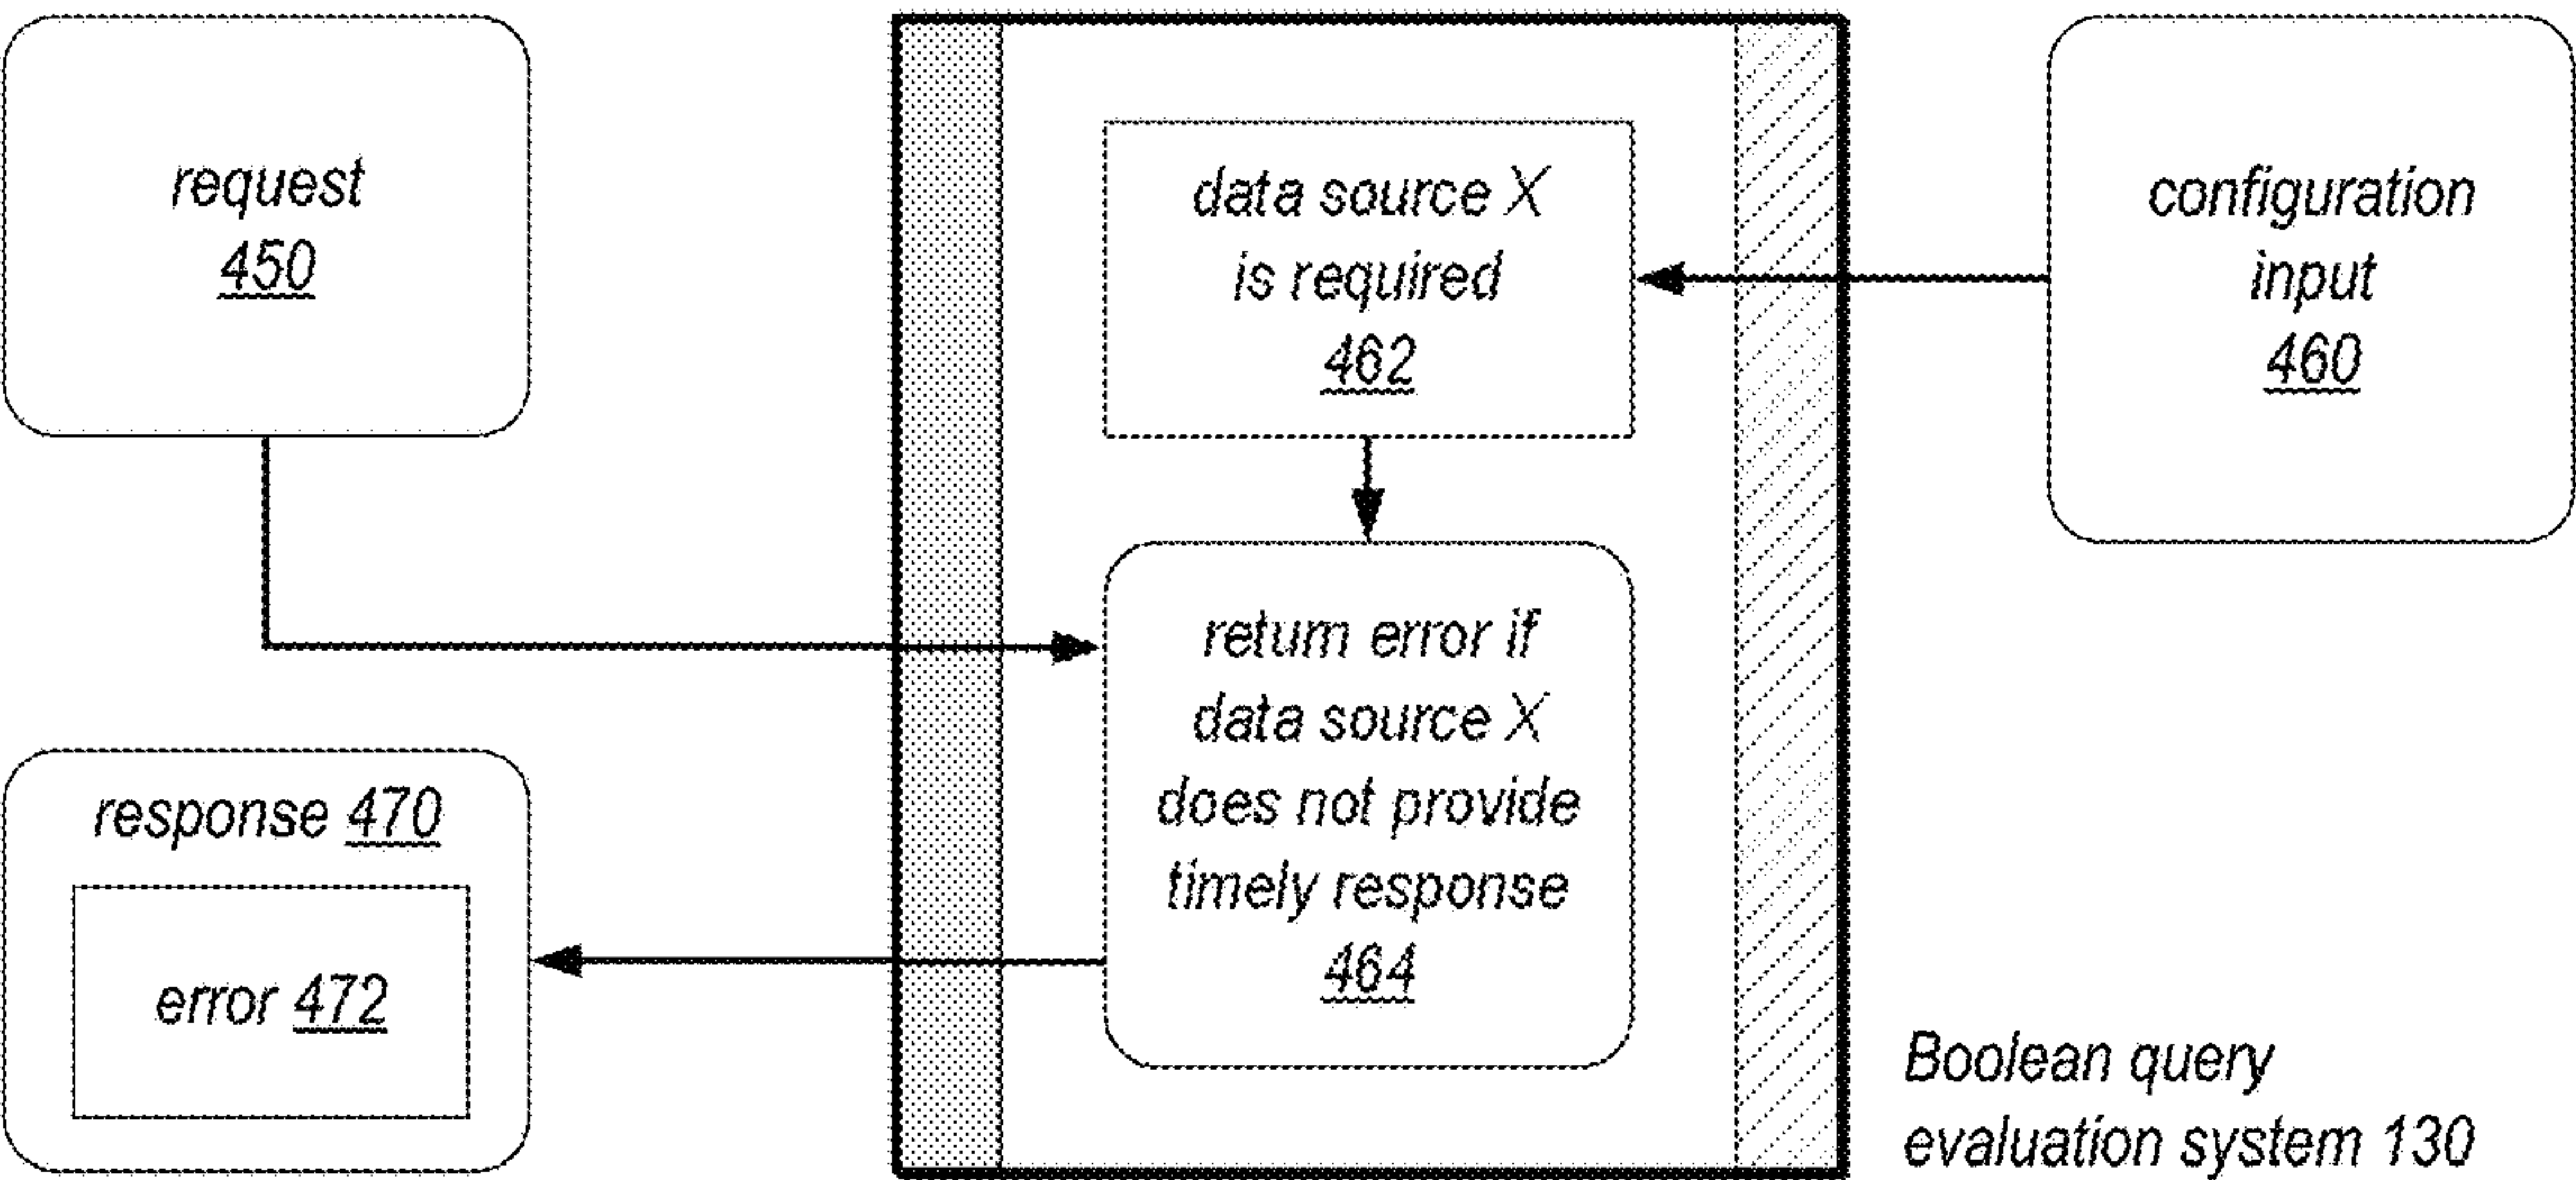 request
450
data source X
is required
462
configuration
input
460
return error if
data source X
does not provide
timely response
464
response 470
error 472
Boolean query
evaluation system 130